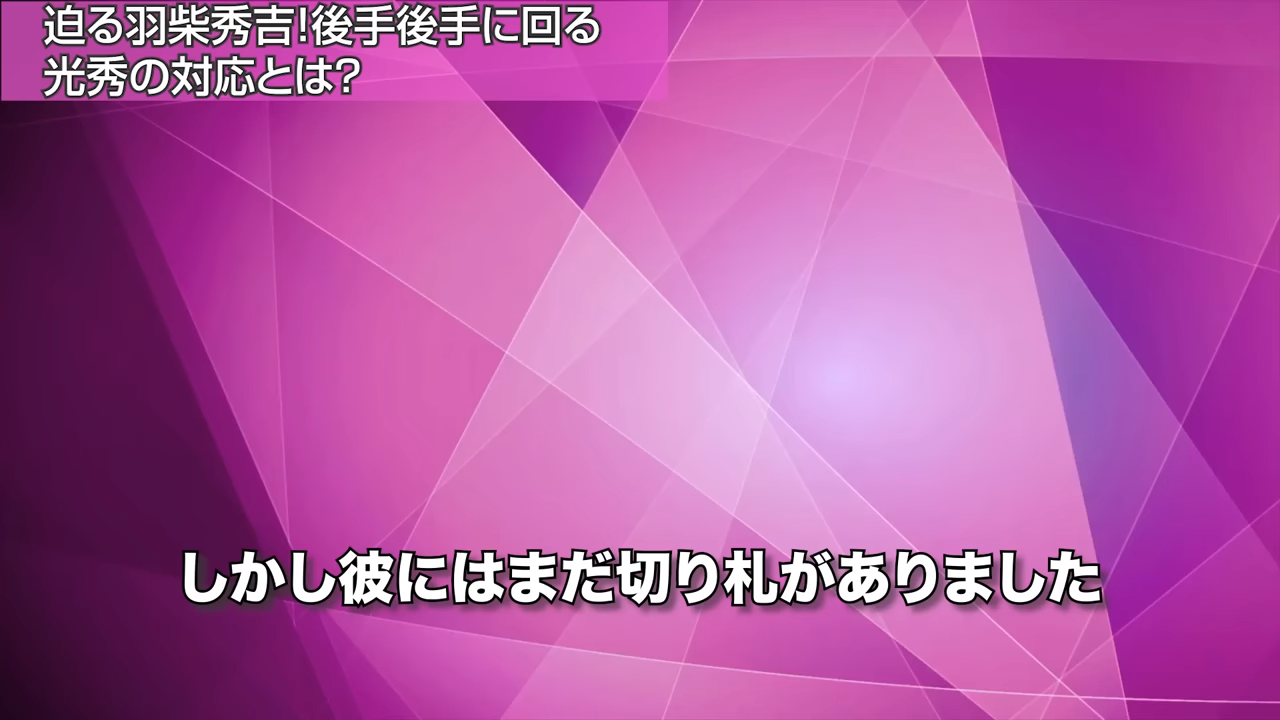 迫る羽柴秀吉!後手後手に回る
光秀の対応とは?
しかし彼にはまだ切り札がありました